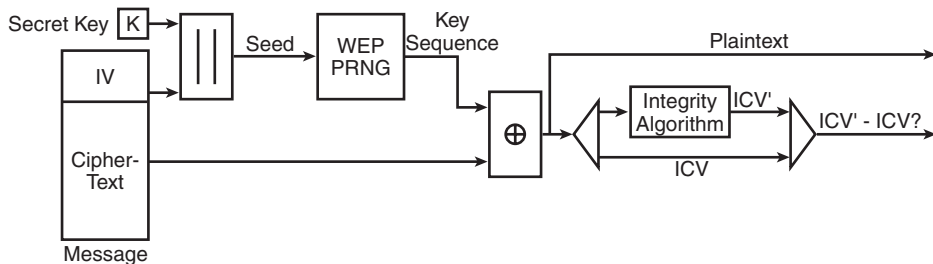 Secret Key K
IV
Cipher-
Text
Message
||
Seed
WEP
PRNG
Key
Sequence
⊕
Plaintext
Integrity
Algorithm
ICV'
ICV
ICV' - ICV?